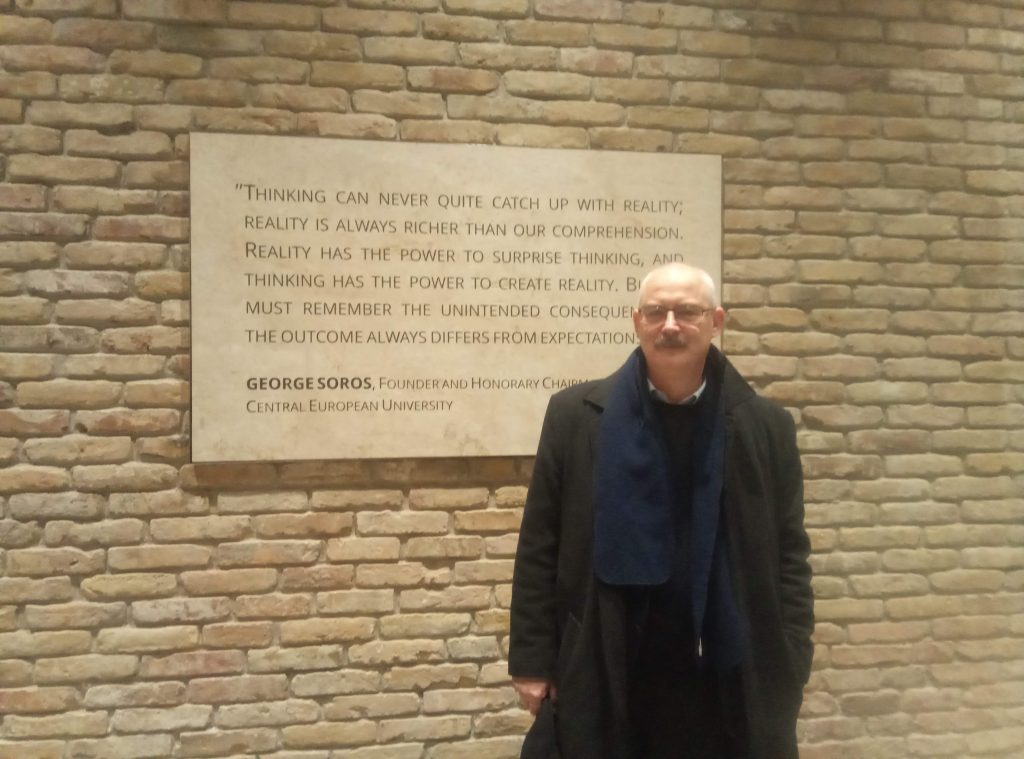 "THINKING CAN NEVER QUITE CATCH UP WITH REALITY;
REALITY IS ALWAYS RICHER THAN OUR COMPREHENSION.
REALITY HAS THE POWER TO SURPRISE THINKING, AND
THINKING HAS THE POWER TO CREATE REALITY.
MUST REMEMBER THE UNINTENDED
THE OUTCOME ALWAYS DIFFERS FROM
GEORGE SOROS, FOUNDER AND HONORARY
CENTRAL EUROPEAN UNIVERSITY